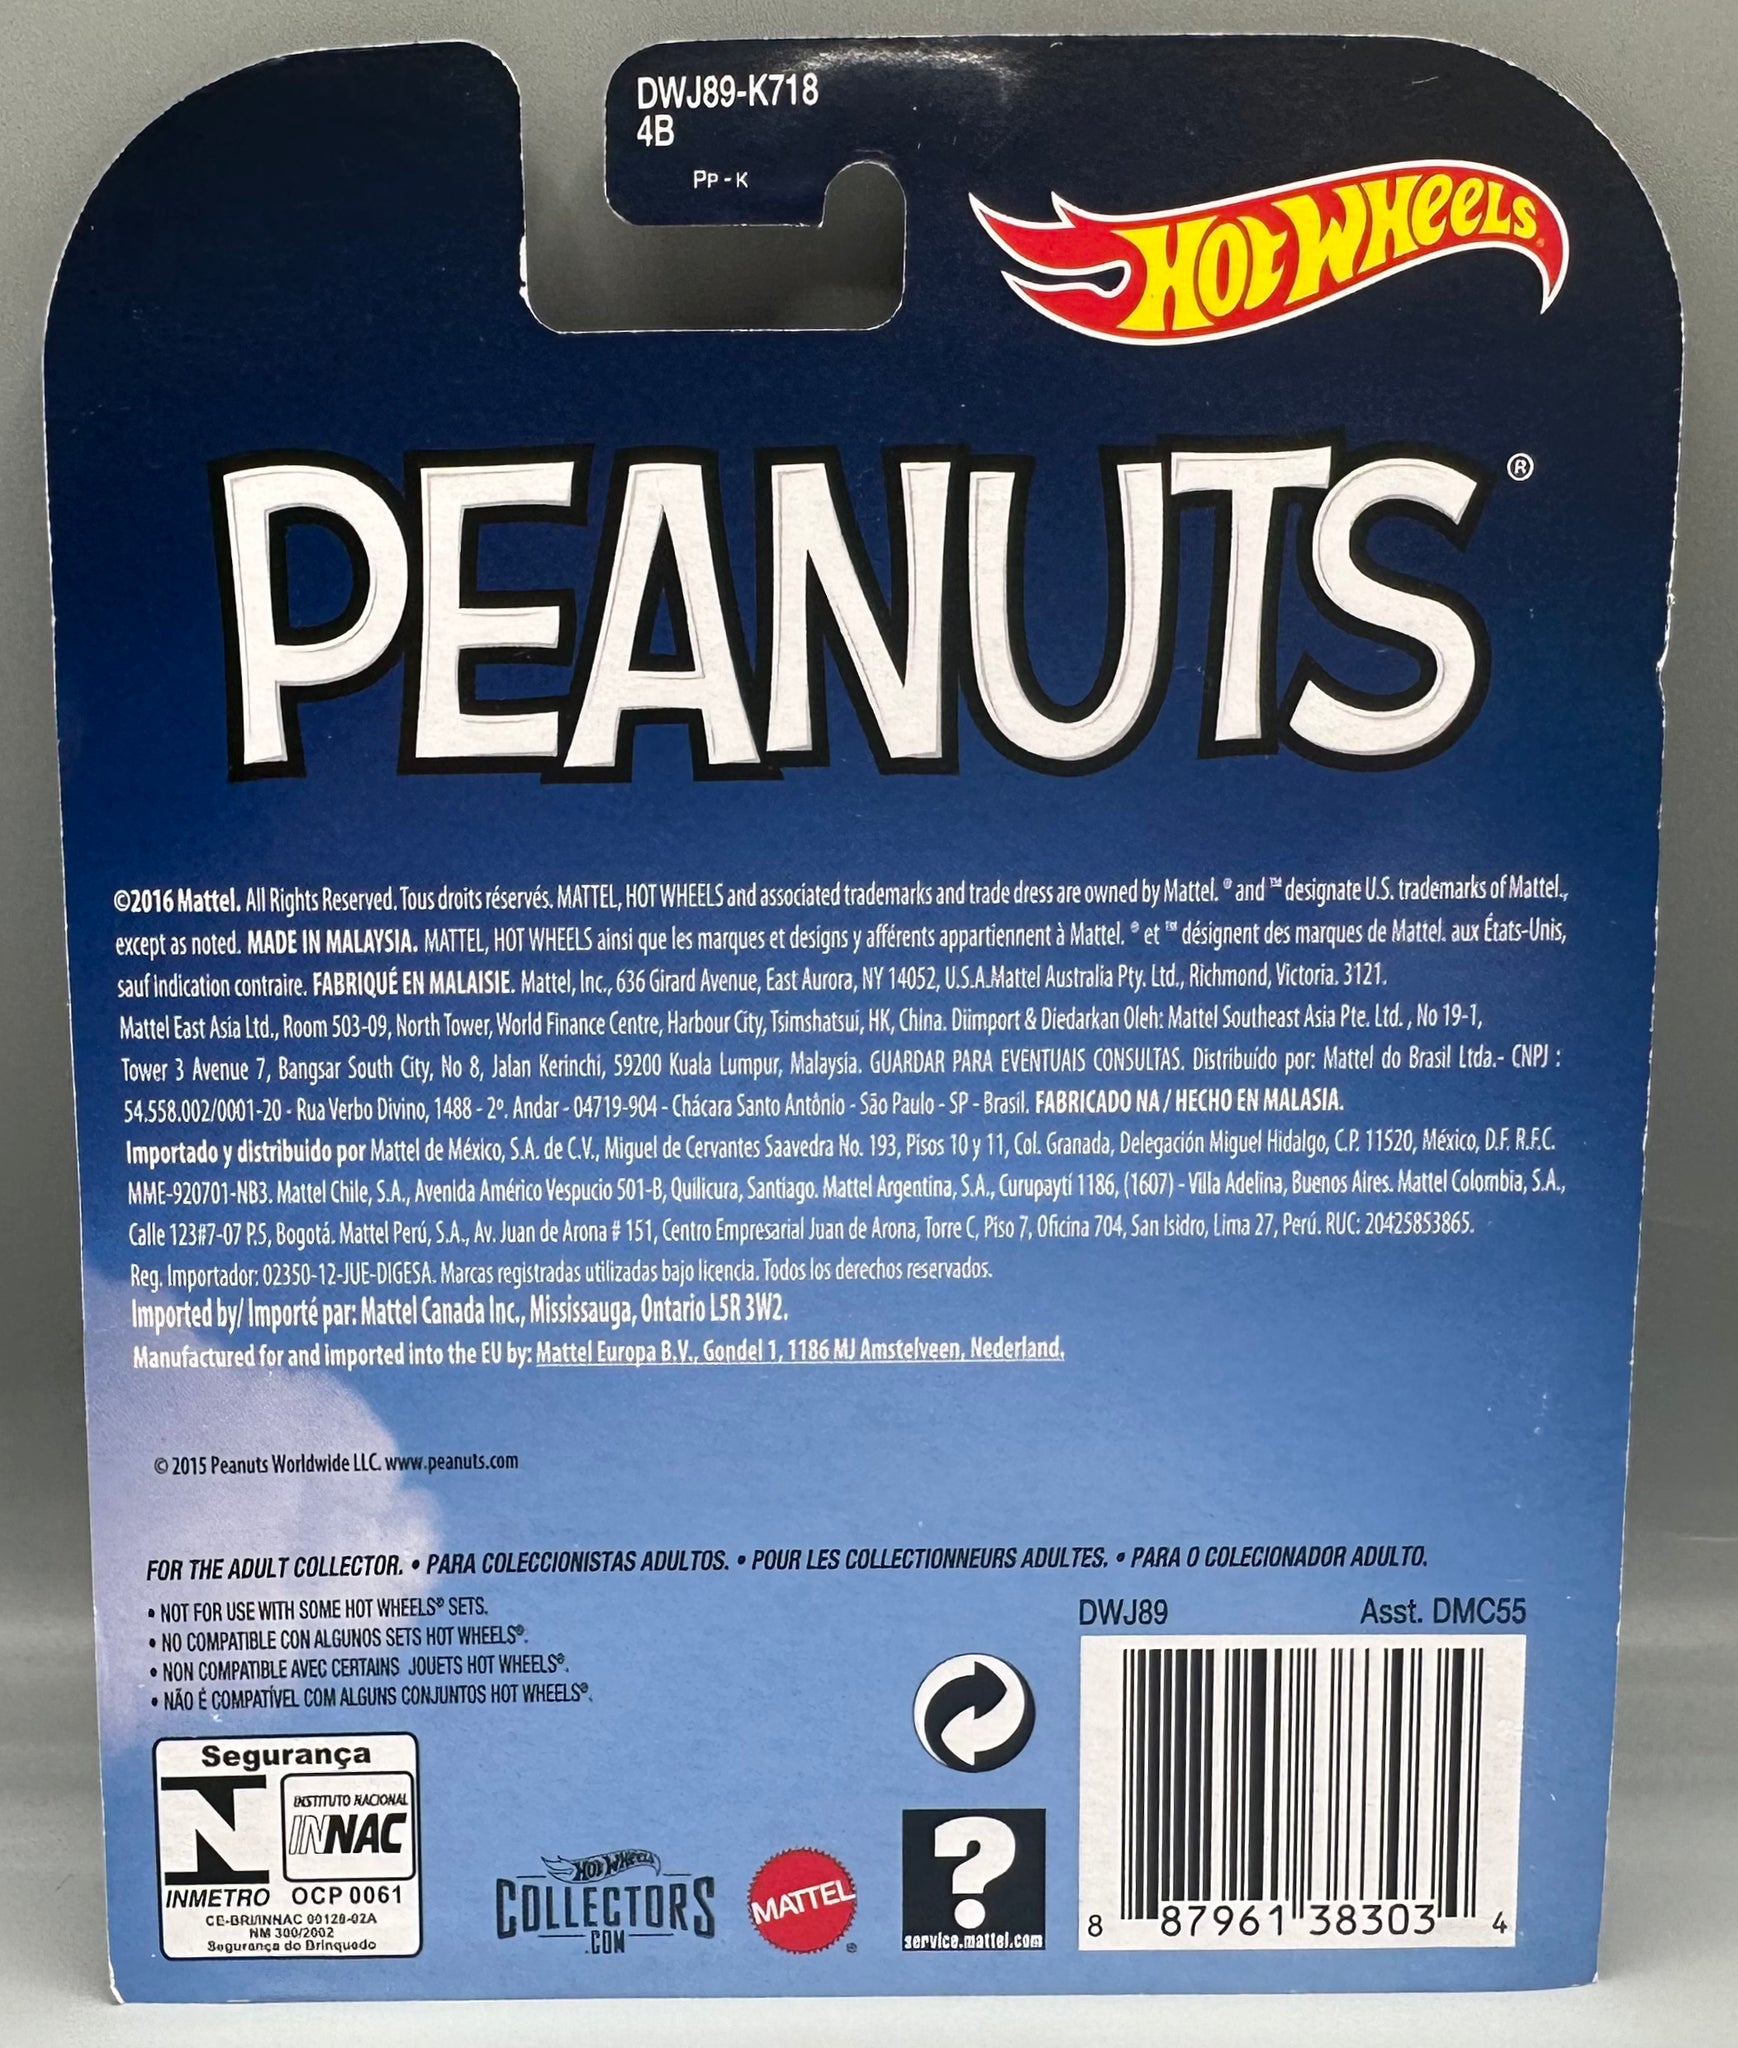 DWJ89-K718
4B
PP - K
HOT WHEELS
PEANUTS®
©2016 Mattel. All Rights Reserved. Tous droits réservés. MATTEL, HOT WHEELS and associated trademarks and trade dress are owned by Mattel. ® and ™ designate U.S. trademarks of Mattel.,
except as noted. MADE IN MALAYSIA. MATTEL, HOT WHEELS ainsi que les marques et designs y afférents appartiennent à Mattel. ® et ™ désignent des marques de Mattel. aux États-Unis,
sauf indication contraire. FABRIQUÉ EN MALAISIE. Mattel, Inc., 636 Girard Avenue, East Aurora, NY 14052, U.S.A.Mattel Australia Pty. Ltd., Richmond, Victoria. 3121.
Mattel East Asia Ltd., Room 503-09, North Tower, World Finance Centre, Harbour City, Tsimshatsui, HK, China. Diimport & Diedarkan Oleh: Mattel Southeast Asia Pte. Ltd., No 19-1,
Tower 3 Avenue 7, Bangsar South City, No 8, Jalan Kerinchi, 59200 Kuala Lumpur, Malaysia. GUARDAR PARA EVENTUAIS CONSULTAS. Distribuído por: Mattel do Brasil Ltda.- CNPJ :
54.558.002/0001-20 - Rua Verbo Divino, 1488 - 2º. Andar - 04719-904 - Chácara Santo Antônio - São Paulo - SP - Brasil. FABRICADO NA / HECHO EN MALASIA.
Importado y distribuido por Mattel de México, S.A. de C.V., Miguel de Cervantes Saavedra No. 193, Pisos 10 y 11, Col. Granada, Delegación Miguel Hidalgo, C.P. 11520, México, D.F. R.F.C.
MME-920701-NB3. Mattel Chile, S.A., Avenida Américo Vespucio 501-B, Quilicura, Santiago. Mattel Argentina, S.A., Curupaytí 1186, (1607) - Villa Adelina, Buenos Aires. Mattel Colombia, S.A.,
Calle 123#7-07 P.5, Bogotá. Mattel Perú, S.A., Av. Juan de Arona # 151, Centro Empresarial Juan de Arona, Torre C, Piso 7, Oficina 704, San Isidro, Lima 27, Perú. RUC: 20425853865.
Reg. Importador: 02350-12-JUE-DIGESA. Marcas registradas utilizadas bajo licencia. Todos los derechos reservados.
Imported by/ Importé par: Mattel Canada Inc., Mississauga, Ontario L5R 3W2.
Manufactured for and imported into the EU by: Mattel Europa B.V., Gondel 1, 1186 MJ Amstelveen, Nederland.
© 2015 Peanuts Worldwide LLC. www.peanuts.com
FOR THE ADULT COLLECTOR. • PARA COLECCIONISTAS ADULTOS. • POUR LES COLLECTIONNEURS ADULTES. • PARA O COLECIONADOR ADULTO.
• NOT FOR USE WITH SOME HOT WHEELS® SETS.
• NO COMPATIBLE CON ALGUNOS SETS HOT WHEELS®.
• NON COMPATIBLE AVEC CERTAINS JOUETS HOT WHEELS®.
• NÃO É COMPATÍVEL COM ALGUNS CONJUNTOS HOT WHEELS®.
DWJ89 Asst. DMC55
Segurança
INSTITUTO NACIONAL
INNAC
INMETRO OCP 0061
CE-BRI/INNAC 00128-02A
NM 300/2002
Segurança do Brinquedo
HOT WHEELS
COLLECTORS
.COM
MATTEL®
?
service.mattel.com
8 87961 38303 4